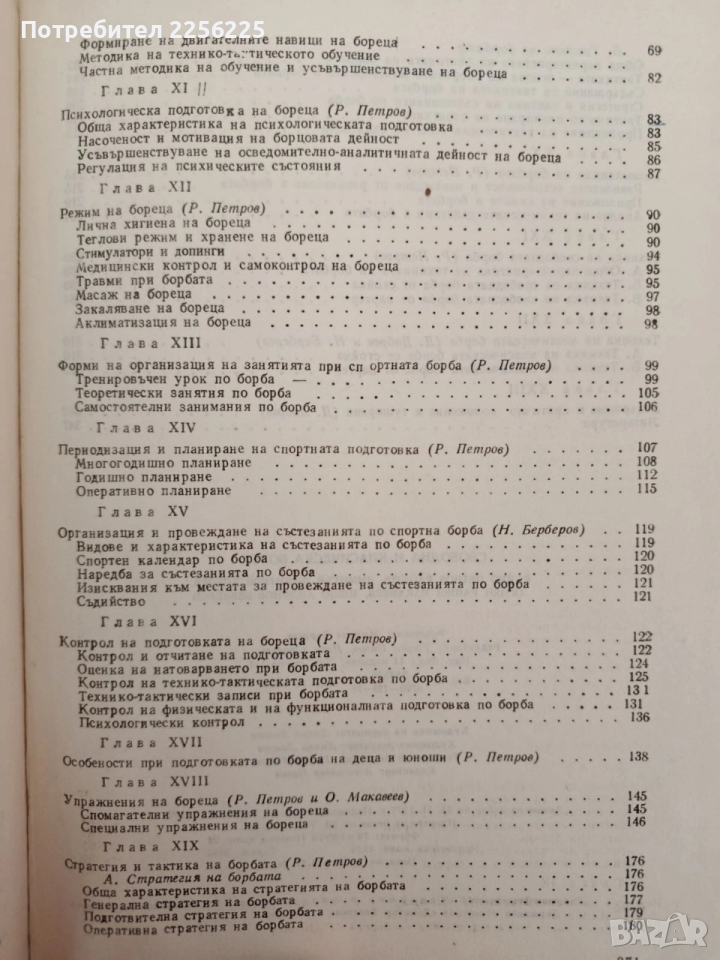 Потребител 2256225
Формиране на двигателните навици на бореца
Методика на технико-тактическото обучение . . . 69
Частна методика на обучение и усъвършенствуване на бореца . . . 82
Глава XI
Психологическа подготовка на бореца (Р. Петров) . . . 83
Обща характеристика на психологическата подготовка . . . 83
Насоченост и мотивация на борцовата дейност . . . 85
Усъвършенствуване на осведомително-аналитичната дейност на бореца . . . 86
Регулация на психическите състояния . . . 87
Глава XII
Режим на бореца (Р. Петров) . . . 90
Лична хигиена на бореца . . . 90
Теглови режим и хранене на бореца . . . 90
Стимулатори и допинги . . . 94
Медицински контрол и самоконтрол на бореца . . . 95
Травми при борбата . . . 95
Масаж на бореца . . . 97
Закаляване на бореца . . . 98
Аклиматизация на бореца . . . 98
Глава XIII
Форми на организация на занятията при спортната борба (Р. Петров) . . . 99
Тренировъчен урок по борба — . . . 99
Теоретически занятия по борба . . . 105
Самостоятелни занимания по борба . . . 106
Глава XIV
Периодизация и планиране на спортната подготовка (Р. Петров) . . . 107
Многогодишно планиране . . . 108
Годишно планиране . . . 112
Оперативно планиране . . . 115
Глава XV
Организация и провеждане на състезанията по спортна борба (Н. Берберов) . . 119
Видове и характеристика на състезанията по борба . . . 119
Спортен календар по борба . . . 120
Наредба за състезанията по борба . . . 120
Изисквания към местата за провеждане на състезанията по борба . . . 121
Съдийство . . . 121
Глава XVI
Контрол на подготовката на бореца (Р. Петров) . . . 122
Контрол и отчитане на подготовката . . . 122
Оценка на натоварването при борбата . . . 124
Контрол на технико-тактическата подготовка по борба . . . 125
Технико-тактически записи при борбата . . . 131
Контрол на физическата и на функционалната подготовка по борба . . . 131
Психологически контрол . . . 136
Глава XVII
Особености при подготовката по борба на деца и юноши (Р. Петров) . . . 138
Глава XVIII
Упражнения на бореца (Р. Петров и О. Макавеев) . . . 145
Спомагателни упражнения на бореца . . . 145
Специални упражнения на бореца . . . 146
Глава XIX
Стратегия и тактика на борбата (Р. Петров) . . . 176
А. Стратегия на борбата . . . 176
Обща характеристика на стратегията на борбата . . . 176
Генерална стратегия на борбата . . . 177
Подготвителна стратегия на борбата . . . 179
Оперативна стратегия на борбата . . . 180
BAZAR